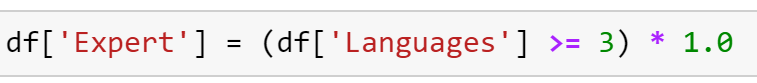 df['Expert'] = (df['Languages'] >= 3) * 1.0